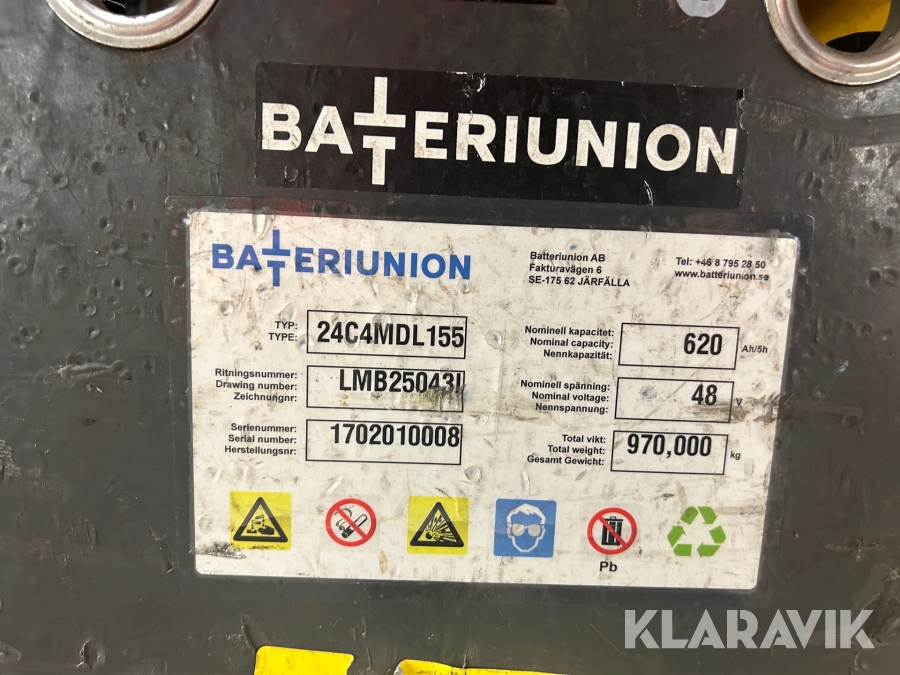 BATTERIUNION
BATTERIUNION
Batteriunion AB
Fakturavägen 6
SE-175 62 JÄRFÄLLA
Tel: +46 8 795 28 50
www.batteriunion.se
TYP:
TYPE:
24C4MDL155
Ritningsnummer:
Drawing number:
Zeichnungnr:
LMB25043I
Serienummer:
Serial number:
Herstellungsnr:
1702010008
Nominell kapacitet:
Nominal capacity:
Nennkapazität:
620 Ah/5h
Nominell spänning:
Nominal voltage:
Nennspannung:
48 V
Total vikt:
Total weight:
Gesamt Gewicht:
970,000 kg
Pb
KLARAVIK